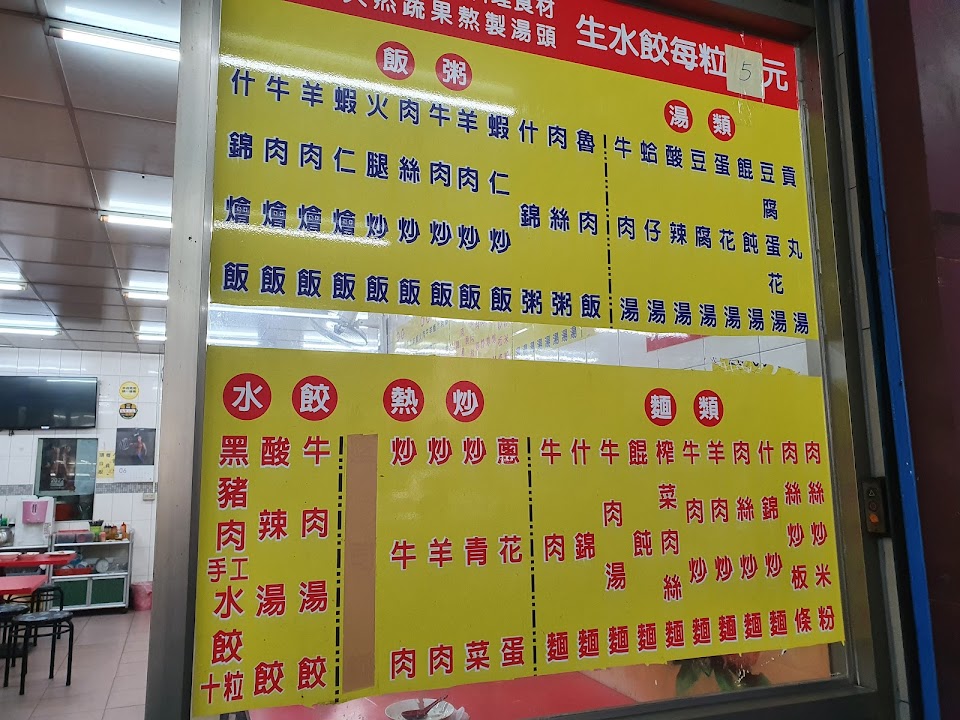 食材
天然蔬果熬製湯頭
生水餃每粒5元
飯粥
什錦燴飯
牛肉燴飯
羊肉燴飯
蝦仁燴飯
火腿炒飯
肉絲炒飯
牛肉炒飯
羊肉炒飯
蝦仁炒飯
什錦粥
肉絲粥
魯肉飯
湯類
牛肉湯
蛤仔湯
酸辣湯
豆腐湯
蛋花湯
餛飩湯
豆腐蛋花湯
貢丸湯
水餃
黑豬肉手工水餃十粒
酸辣湯餃
牛肉湯餃
熱炒
炒牛肉
炒羊肉
炒青菜
蔥花蛋
麵類
牛肉麵
什錦麵
牛肉湯麵
餛飩麵
榨菜肉絲麵
牛肉炒麵
羊肉炒麵
肉絲炒麵
什錦炒麵
肉絲炒板條
肉絲炒米粉